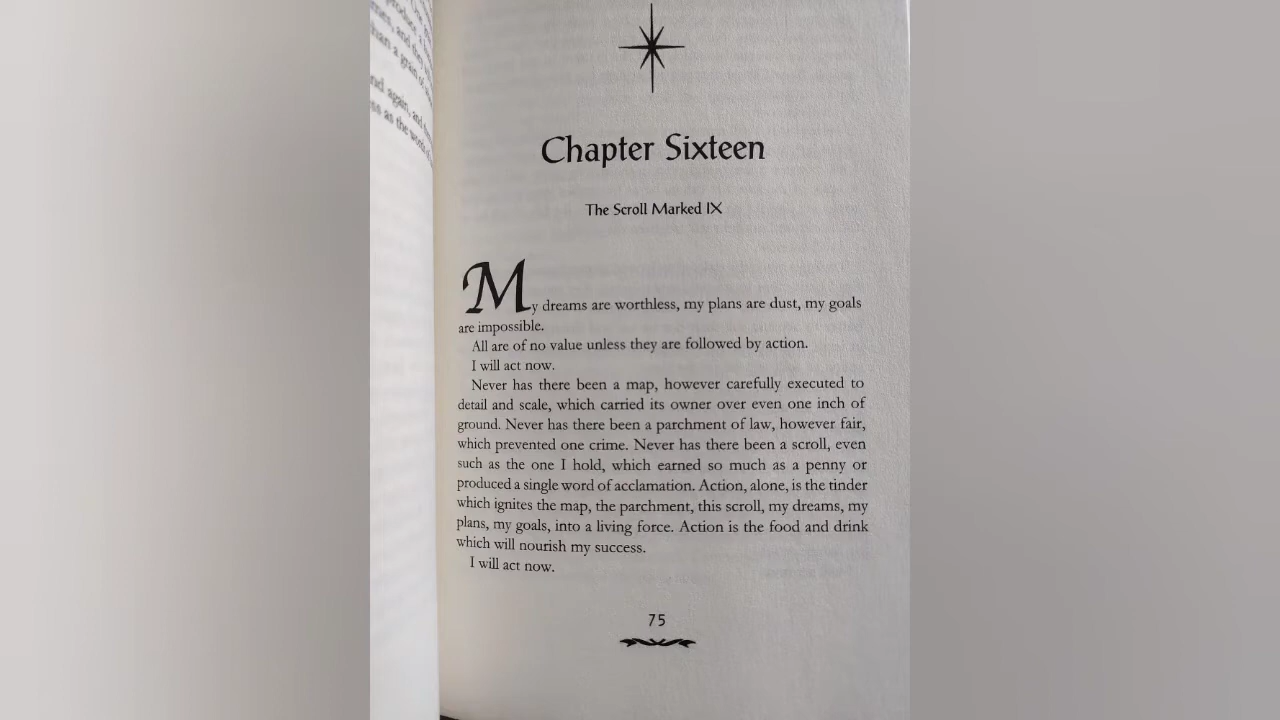 and again, and
as the
Chapter Sixteen
The Scroll Marked IX
My dreams are worthless, my plans are dust, my goals
are impossible.
All are of no value unless they are followed by action.
I will act now.
Never has there been a map, however carefully executed to
detail and scale, which carried its owner over even one inch of
ground. Never has there been a parchment of law, however fair,
which prevented one crime. Never has there been a scroll, even
such as the one I hold, which earned so much as a penny or
produced a single word of acclamation. Action, alone, is the tinder
which ignites the map, the parchment, this scroll, my dreams, my
plans, my goals, into a living force. Action is the food and drink
which will nourish my success.
I will act now.
75